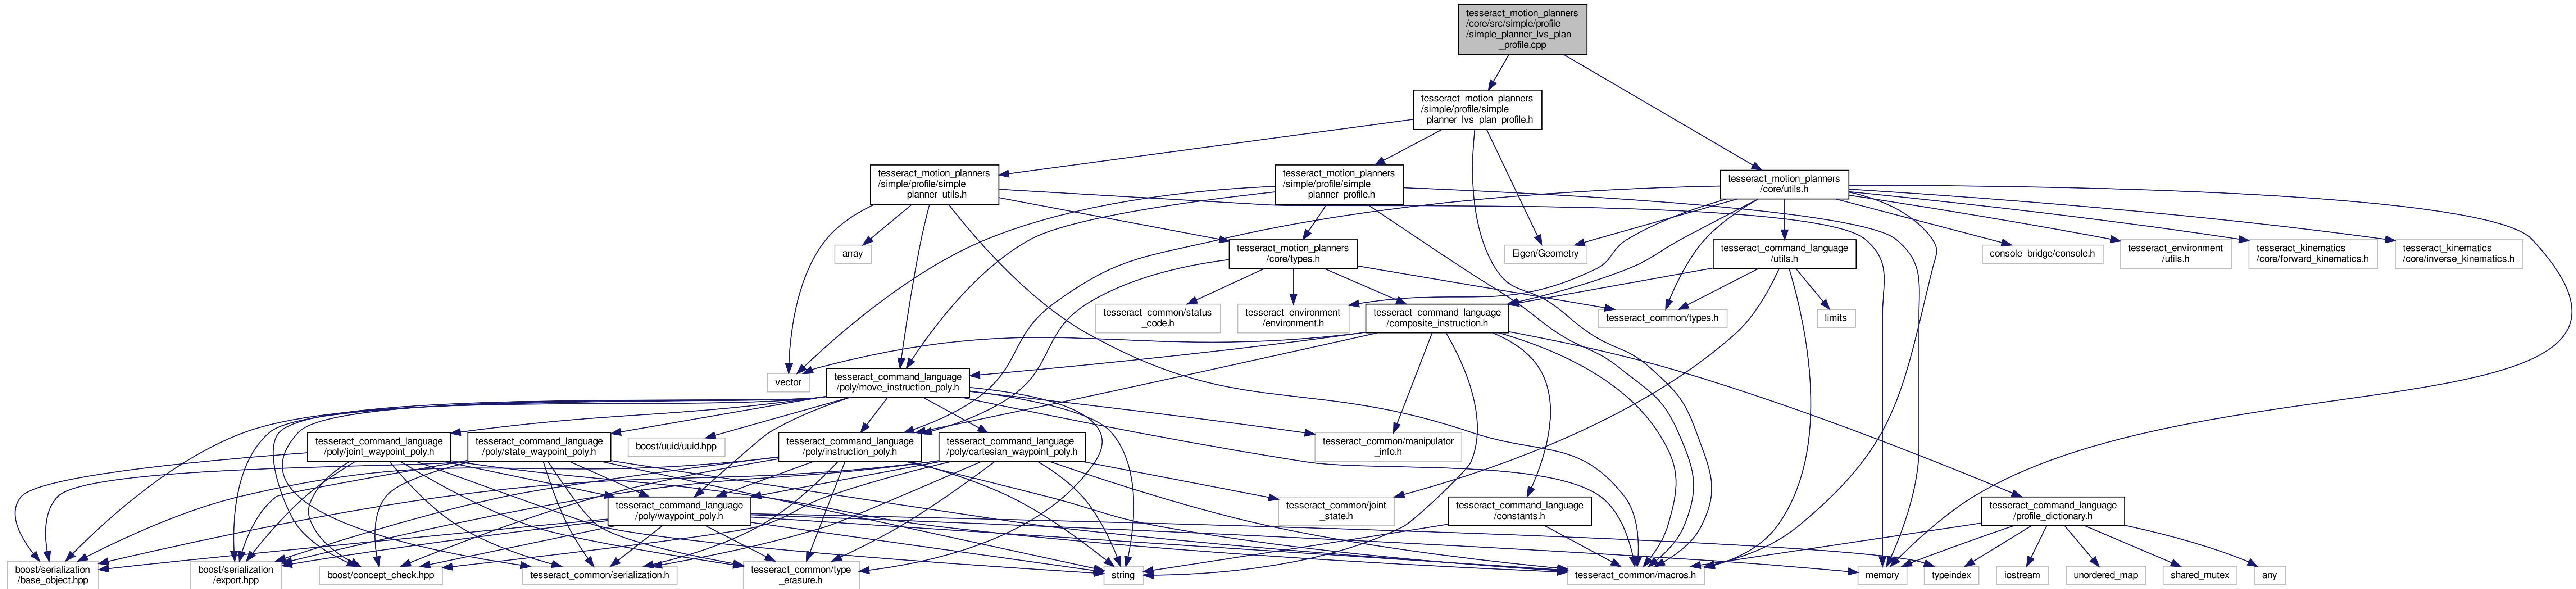 tesseract_motion_planners
/core/src/simple/profile
/simple_planner_lvs_plan
_profile.cpp
tesseract_motion_planners
/simple/profile/simple
_planner_lvs_plan_profile.h
tesseract_motion_planners
/simple/profile/simple
_planner_utils.h
tesseract_motion_planners
/simple/profile/simple
_planner_profile.h
tesseract_motion_planners
/core/utils.h
array
tesseract_motion_planners
/core/types.h
Eigen/Geometry
tesseract_command_language
/utils.h
console_bridge/console.h
tesseract_environment
/utils.h
tesseract_kinematics
/core/forward_kinematics.h
tesseract_kinematics
/core/inverse_kinematics.h
tesseract_common/status
_code.h
tesseract_environment
/environment.h
tesseract_command_language
/composite_instruction.h
tesseract_common/types.h
limits
vector
tesseract_command_language
/poly/move_instruction_poly.h
tesseract_command_language
/poly/joint_waypoint_poly.h
tesseract_command_language
/poly/state_waypoint_poly.h
boost/uuid/uuid.hpp
tesseract_command_language
/poly/instruction_poly.h
tesseract_command_language
/poly/cartesian_waypoint_poly.h
tesseract_common/manipulator
_info.h
tesseract_command_language
/poly/waypoint_poly.h
tesseract_common/joint
_state.h
tesseract_command_language
/constants.h
tesseract_command_language
/profile_dictionary.h
boost/serialization
/base_object.hpp
boost/serialization
/export.hpp
boost/concept_check.hpp
tesseract_common/serialization.h
tesseract_common/type
_erasure.h
string
tesseract_common/macros.h
memory
typeindex
iostream
unordered_map
shared_mutex
any